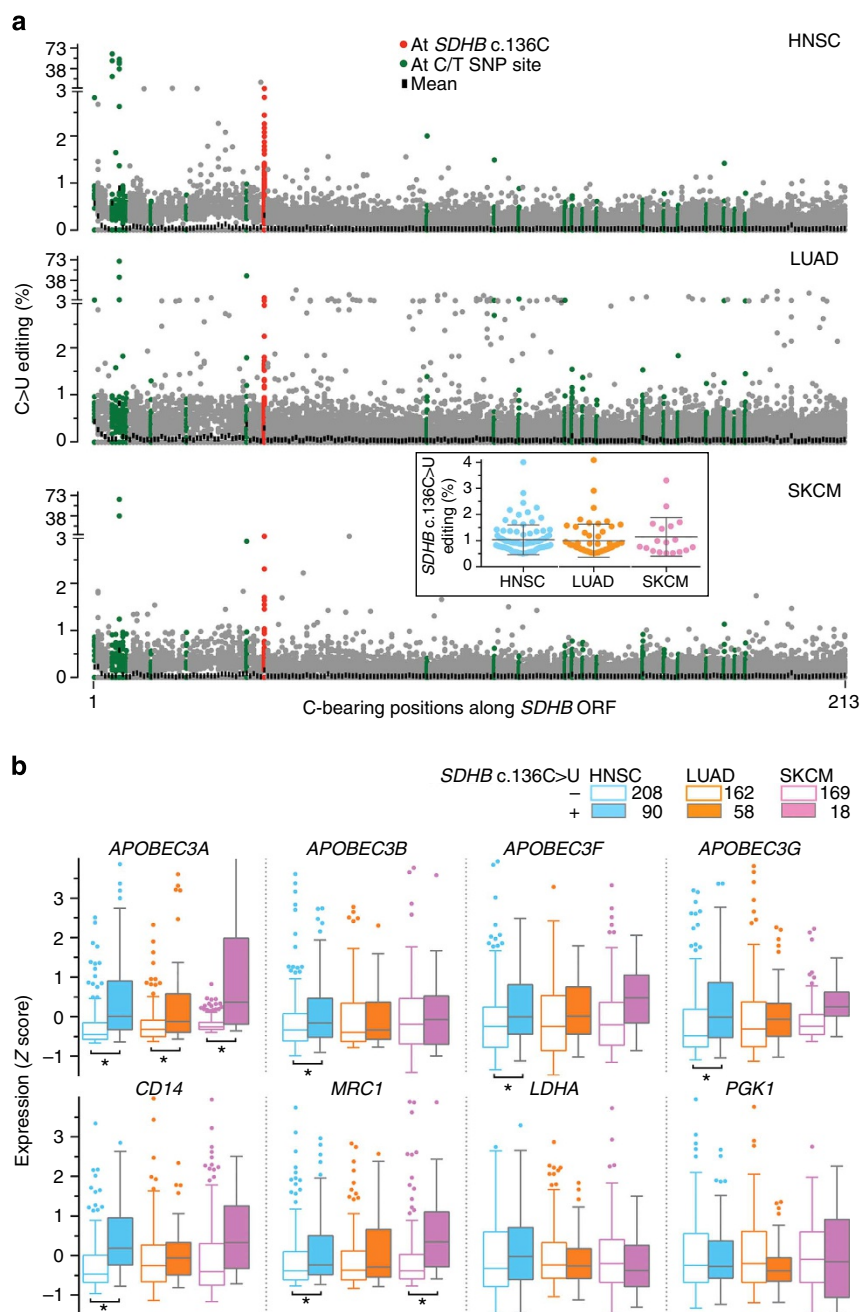 a
HNSC
At SDHB c.136C
At C/T SNP site
Mean
73
38
3
2
1
0
LUAD
73
38
3
2
1
0
C>U editing (%)
SKCM
73
38
3
2
1
0
SDHB c.136C>U
editing (%)
4
3
2
1
0
HNSC LUAD SKCM
1 213
C-bearing positions along SDHB ORF
b
SDHB c.136C>U HNSC LUAD SKCM
– 208 162 169
+ 90 58 18
APOBEC3A APOBEC3B APOBEC3F APOBEC3G
3
2
1
0
–1
* * * * * *
Expression (Z score)
CD14 MRC1 LDHA PGK1
3
2
1
0
–1
* * *